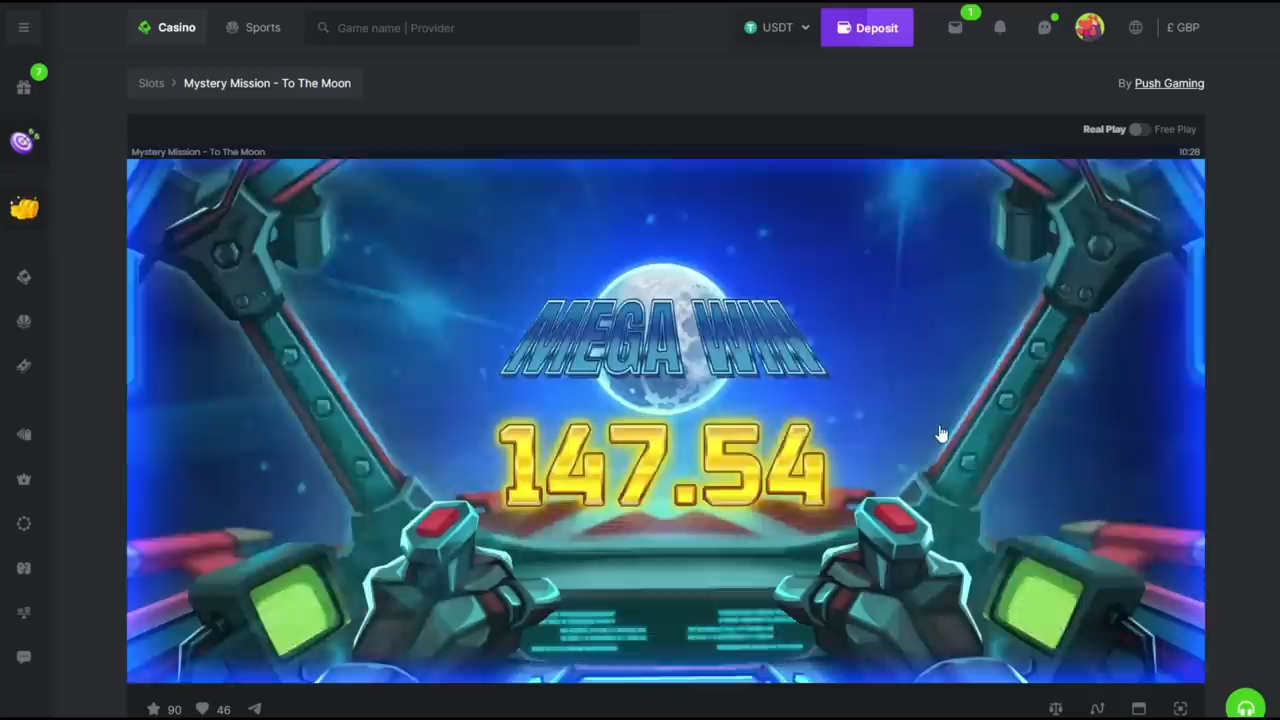 Casino
Sports
Game name | Provider
USDT
Deposit
1
£ GBP
7
Slots > Mystery Mission - To The Moon
By Push Gaming
Real Play Free Play
Mystery Mission - To The Moon
10:28
MEGA WIN
147.54
90
46